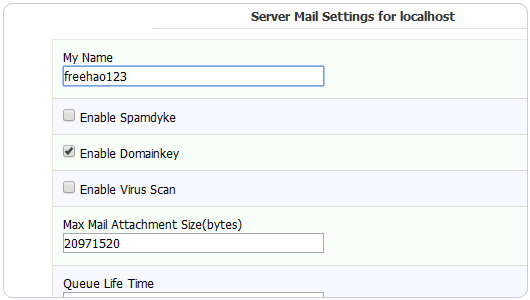 Server Mail Settings for localhost
My Name
freehao123
Enable Spamdyke
Enable Domainkey
Enable Virus Scan
Max Mail Attachment Size(bytes)
20971520
Queue Life Time